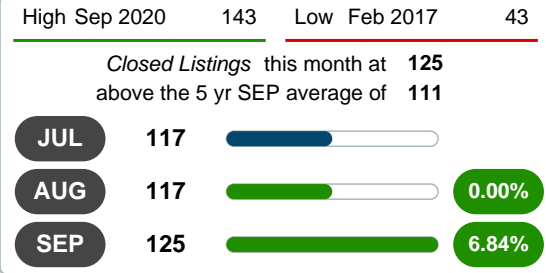 High Sep 2020 143 Low Feb 2017 43
Closed Listings this month at 125
above the 5 yr SEP average of 111
JUL 117
AUG 117 0.00%
SEP 125 6.84%